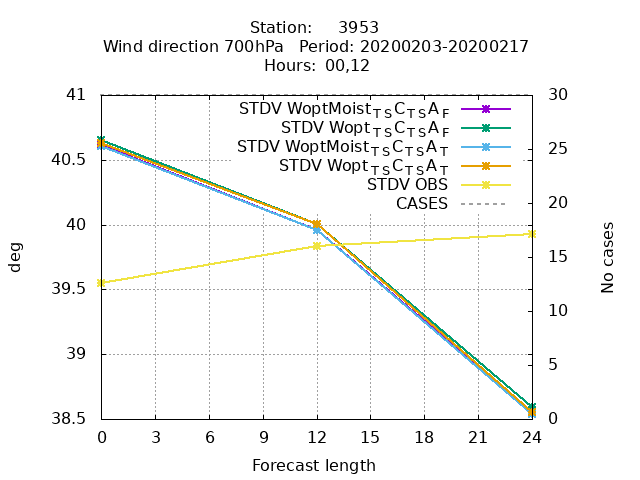 Station: 3953
Wind direction 700hPa Period: 20200203-20200217
Hours: 00,12
41
40.5
40
39.5
39
38.5
30
25
20
15
10
5
0
STDV WoptMoist_TS C_TS A_F
STDV Wopt_TS C_TS A_F
STDV WoptMoist_TS C_TS A_T
STDV Wopt_TS C_TS A_T
STDV OBS
CASES
deg
No cases
0 3 6 9 12 15 18 21 24
Forecast length